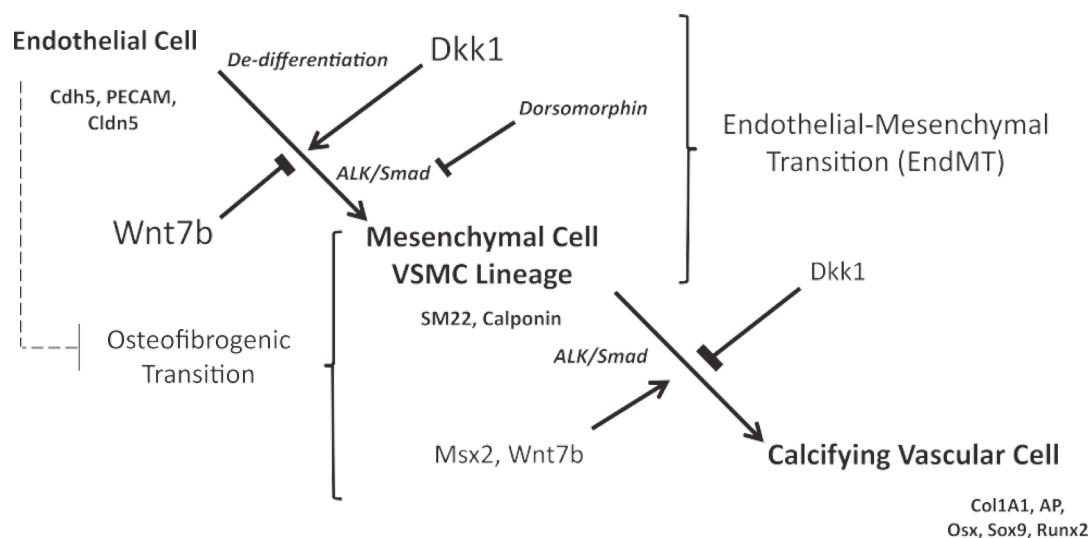 Endothelial Cell
De-differentiation
Dkk1
Cdh5, PECAM,
Cldn5
Dorsomorphin
Endothelial-Mesenchymal
Transition (EndMT)
ALK/Smad
Wnt7b
Mesenchymal Cell
VSMC Lineage
Dkk1
SM22, Calponin
Osteofibrogenic
Transition
ALK/Smad
Msx2, Wnt7b
Calcifying Vascular Cell
Col1A1, AP,
Osx, Sox9, Runx2